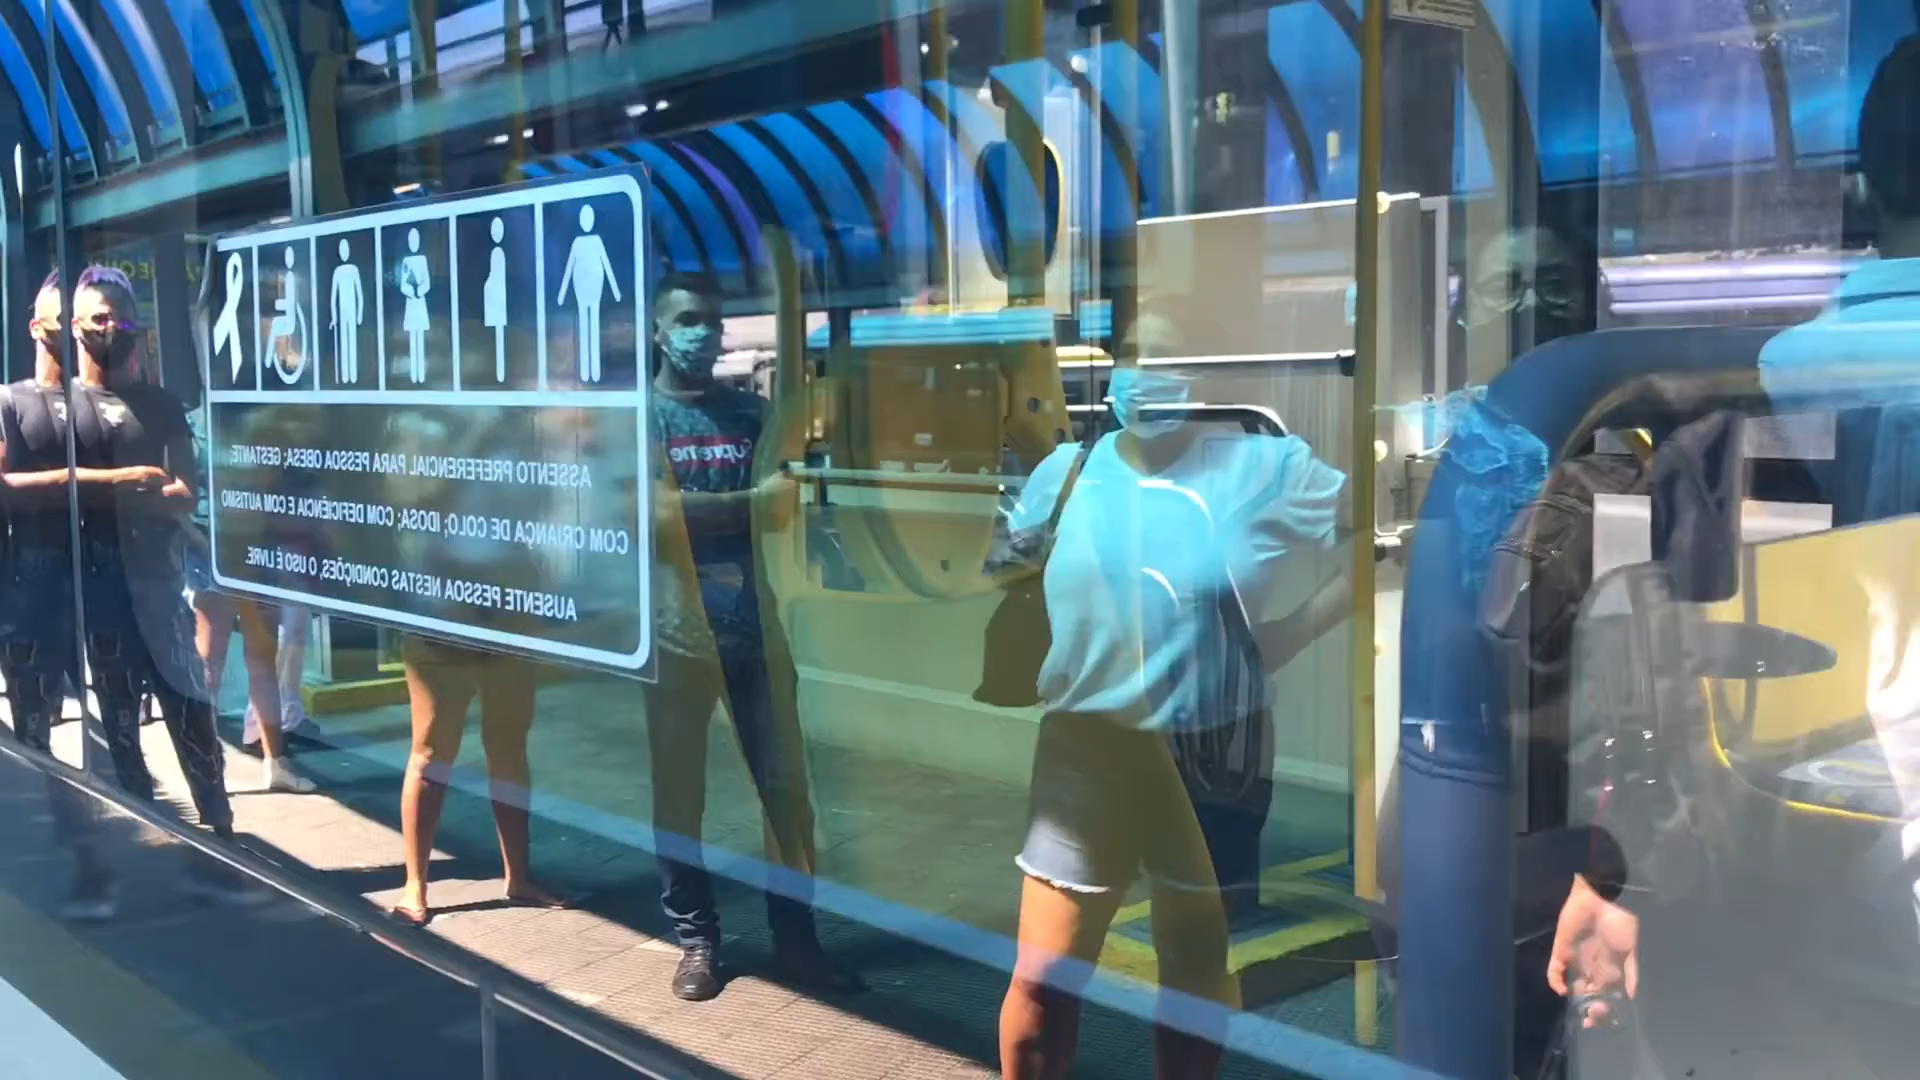 ASSENTO PREFERENCIAL PARA PESSOA OBESA; GESTANTE;
COM CRIANÇA DE COLO; IDOSA; COM DEFICIÊNCIA E COM AUTISMO
AUSENTE PESSOA NESTAS CONDIÇÕES, O USO É LIVRE.
Supreme